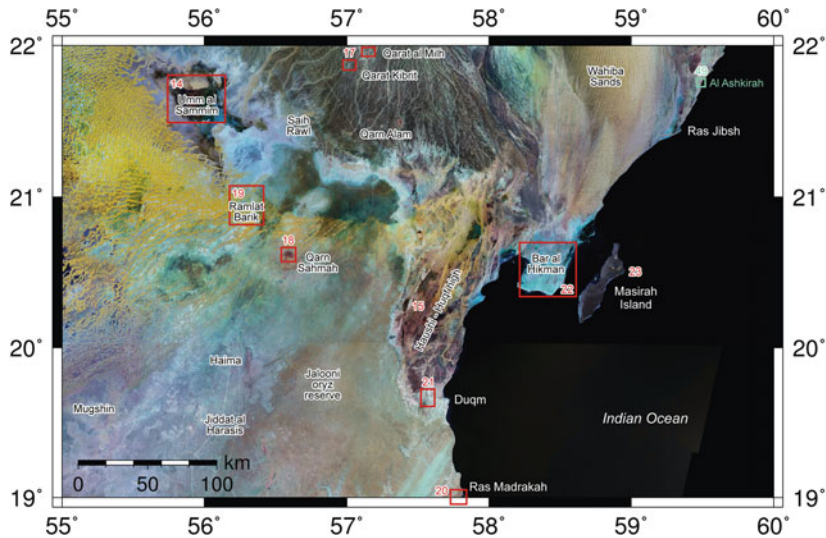 55 56 57 58 59 60
22° 22°
17 Qarat al Milh
Qarat Kibrit
14
Umm al
Sammim
Wahiba
Sands
Al Ashkirah
Saih
Rawl
Qarn Alam
Ras Jibsh
21° 21°
19
Ramlat
Barik
18
Qarn
Sahmah
Bar al
Hikman
22
23
Masirah
Island
15
Haushi - Huqf high
20° 20°
Haima
Jalooni
oryz
reserve
21
Duqm
Mugshin
Jiddat al
Harasis
Indian Ocean
km
0 50 100
20
Ras Madrakah
19° 19°
55 56 57 58 59 60